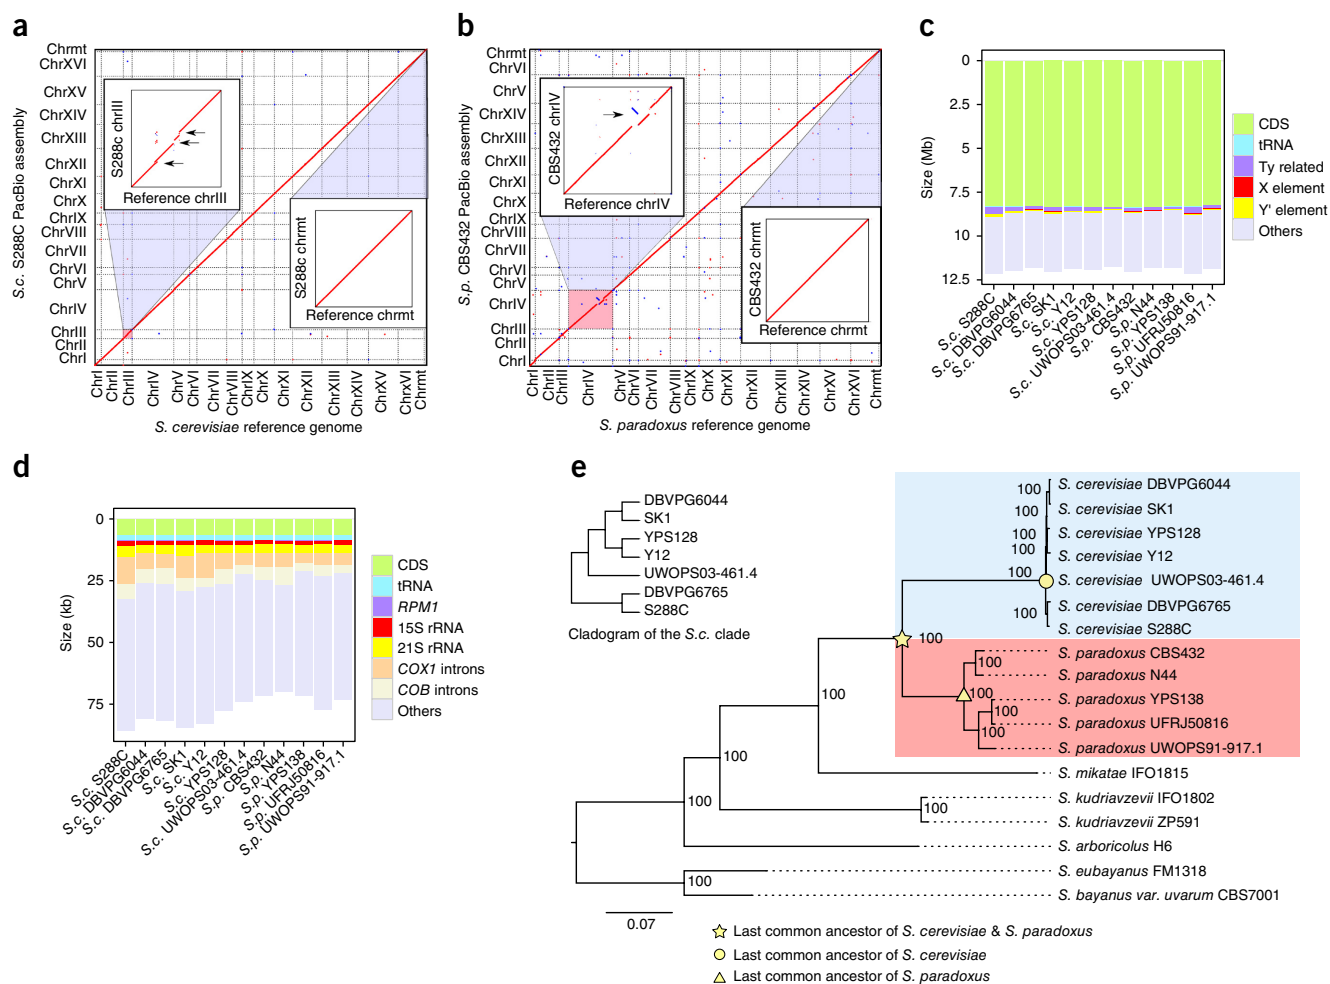 a
Chrmt
ChrXVI
ChrXV
ChrXIV
ChrXIII
ChrXII
ChrXI
ChrX
ChrIX
ChrVIII
ChrVII
ChrVI
ChrV
ChrIV
ChrIII
ChrII
ChrI
S.c. S288C PacBio assembly
S288c chrIII
Reference chrIII
S288c chrmt
Reference chrmt
ChrI
ChrII
ChrIII
ChrIV
ChrV
ChrVI
ChrVII
ChrVIII
ChrIX
ChrX
ChrXI
ChrXII
ChrXIII
ChrXIV
ChrXV
ChrXVI
Chrmt
S. cerevisiae reference genome
b
Chrmt
ChrVI
ChrV
ChrXIV
ChrXIII
ChrXII
ChrXI
ChrX
ChrIX
ChrVIII
ChrVII
ChrVI
ChrV
ChrIV
ChrIII
ChrII
ChrI
S.p. CBS432 PacBio assembly
CBS432 chrIV
Reference chrIV
CBS432 chrmt
Reference chrmt
ChrI
ChrII
ChrIII
ChrIV
ChrV
ChrVI
ChrVII
ChrVIII
ChrIX
ChrX
ChrXI
ChrXII
ChrXIII
ChrXIV
ChrXV
ChrXVI
Chrmt
S. paradoxus reference genome
c
0
2.5
5
7.5
10
12.5
Size (Mb)
S.c. S288C
S.c. DBVPG6044
S.c. DBVPG6765
S.c. SK1
S.c. Y12
S.c. YPS128
S.c. UWOPS03-461.4
S.p. CBS432
S.p. N44
S.p. YPS138
S.p. UFRJ50816
S.p. UWOPS91-917.1
CDS
tRNA
Ty related
X element
Y' element
Others
d
0
25
50
75
Size (kb)
S.c. S288C
S.c. DBVPG6044
S.c. DBVPG6765
S.c. SK1
S.c. Y12
S.c. YPS128
S.c. UWOPS03-461.4
S.p. CBS432
S.p. N44
S.p. YPS138
S.p. UFRJ50816
S.p. UWOPS91-917.1
CDS
tRNA
RPM1
15S rRNA
21S rRNA
COX1 introns
COB introns
Others
e
DBVPG6044
SK1
YPS128
Y12
UWOPS03-461.4
DBVPG6765
S288C
Cladogram of the S.c. clade
100 S. cerevisiae DBVPG6044
100 S. cerevisiae SK1
100 S. cerevisiae YPS128
100 S. cerevisiae Y12
100 S. cerevisiae UWOPS03-461.4
100 S. cerevisiae DBVPG6765
S. cerevisiae S288C
100
S. paradoxus CBS432
100
S. paradoxus N44
100
S. paradoxus YPS138
100
S. paradoxus UFRJ50816
100
S. paradoxus UWOPS91-917.1
100
S. mikatae IFO1815
100
S. kudriavzevii IFO1802
100
S. kudriavzevii ZP591
100
S. arboricolus H6
S. eubayanus FM1318
100
S. bayanus var. uvarum CBS7001
0.07
Last common ancestor of S. cerevisiae & S. paradoxus
Last common ancestor of S. cerevisiae
Last common ancestor of S. paradoxus